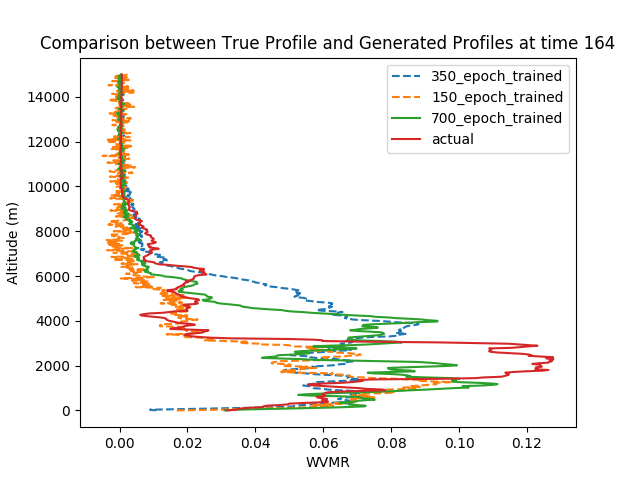 Comparison between True Profile and Generated Profiles at time 164
350_epoch_trained
150_epoch_trained
700_epoch_trained
actual
14000
12000
10000
8000
6000
4000
2000
0
Altitude (m)
0.00 0.02 0.04 0.06 0.08 0.10 0.12
WVMR